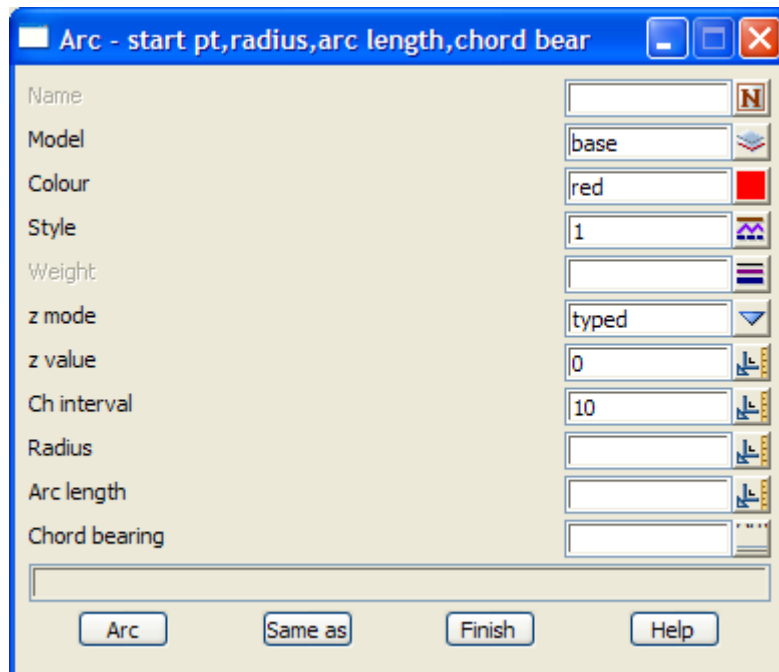 Arc - start pt,radius,arc length,chord bear
Name
N
Model base
Colour red
Style 1
Weight
z mode typed
z value 0
Ch interval 10
Radius
Arc length
Chord bearing
Arc Same as Finish Help